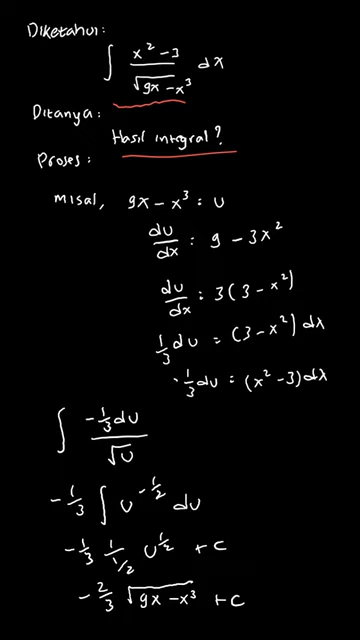 Diketahui:
∫ x² - 3 / √9x - x³ dx
Ditanya:
Hasil integral?
Proses:
Misal, 9x - x³ = u
du/dx = 9 - 3x²
du/dx = 3(3 - x²)
1/3 du = (3 - x²) dx
-1/3 du = (x² - 3) dx
∫ -1/3 du / √u
-1/3 ∫ u^-1/2 du
-1/3 1/1/2 u^1/2 + c
-2/3 √9x - x³ + c